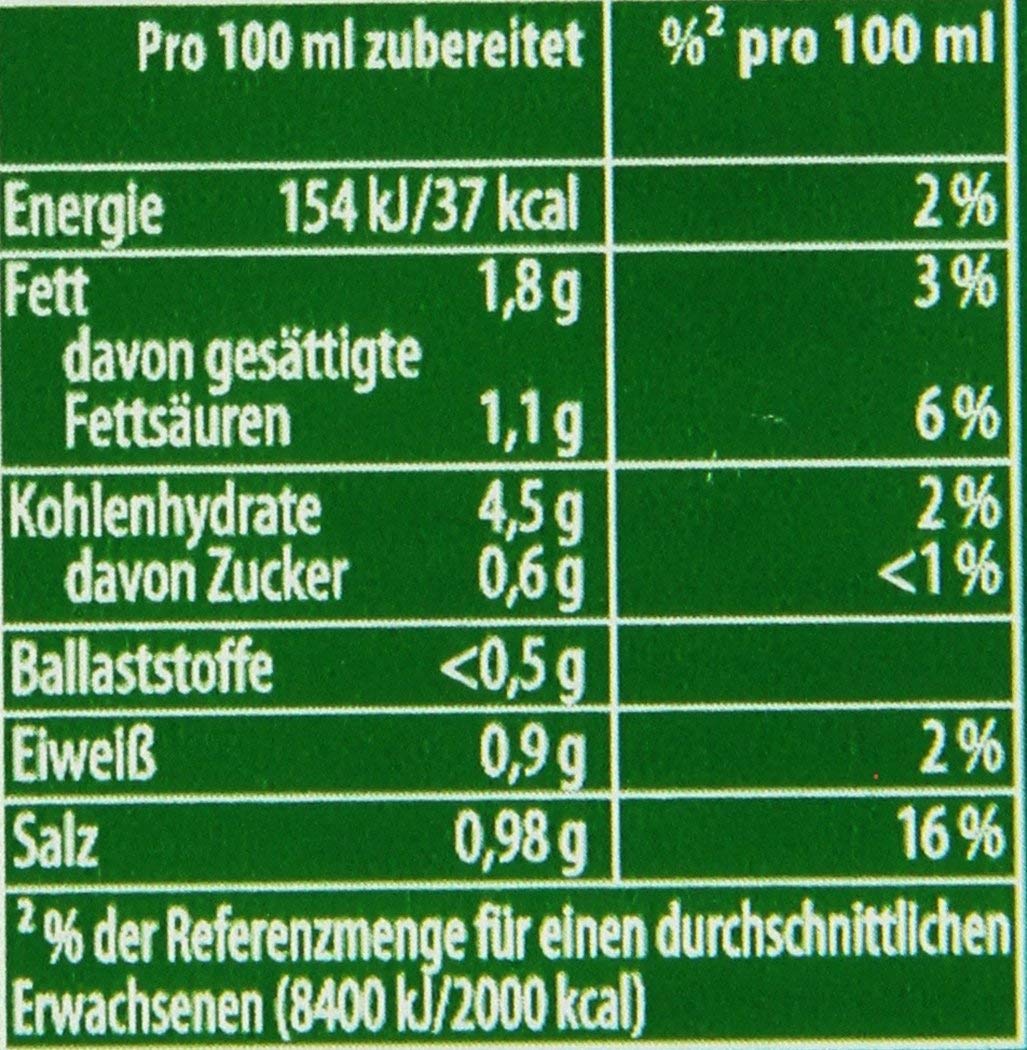 Pro 100 ml zubereitet %² pro 100 ml
Energie 154 kJ/37 kcal 2 %
Fett 1,8 g 3 %
davon gesättigte
Fettsäuren 1,1 g 6 %
Kohlenhydrate 4,5 g 2 %
davon Zucker 0,6 g <1 %
Ballaststoffe <0,5 g
Eiweiß 0,9 g 2 %
Salz 0,98 g 16 %
² % der Referenzmenge für einen durchschnittlichen
Erwachsenen (8400 kJ/2000 kcal)